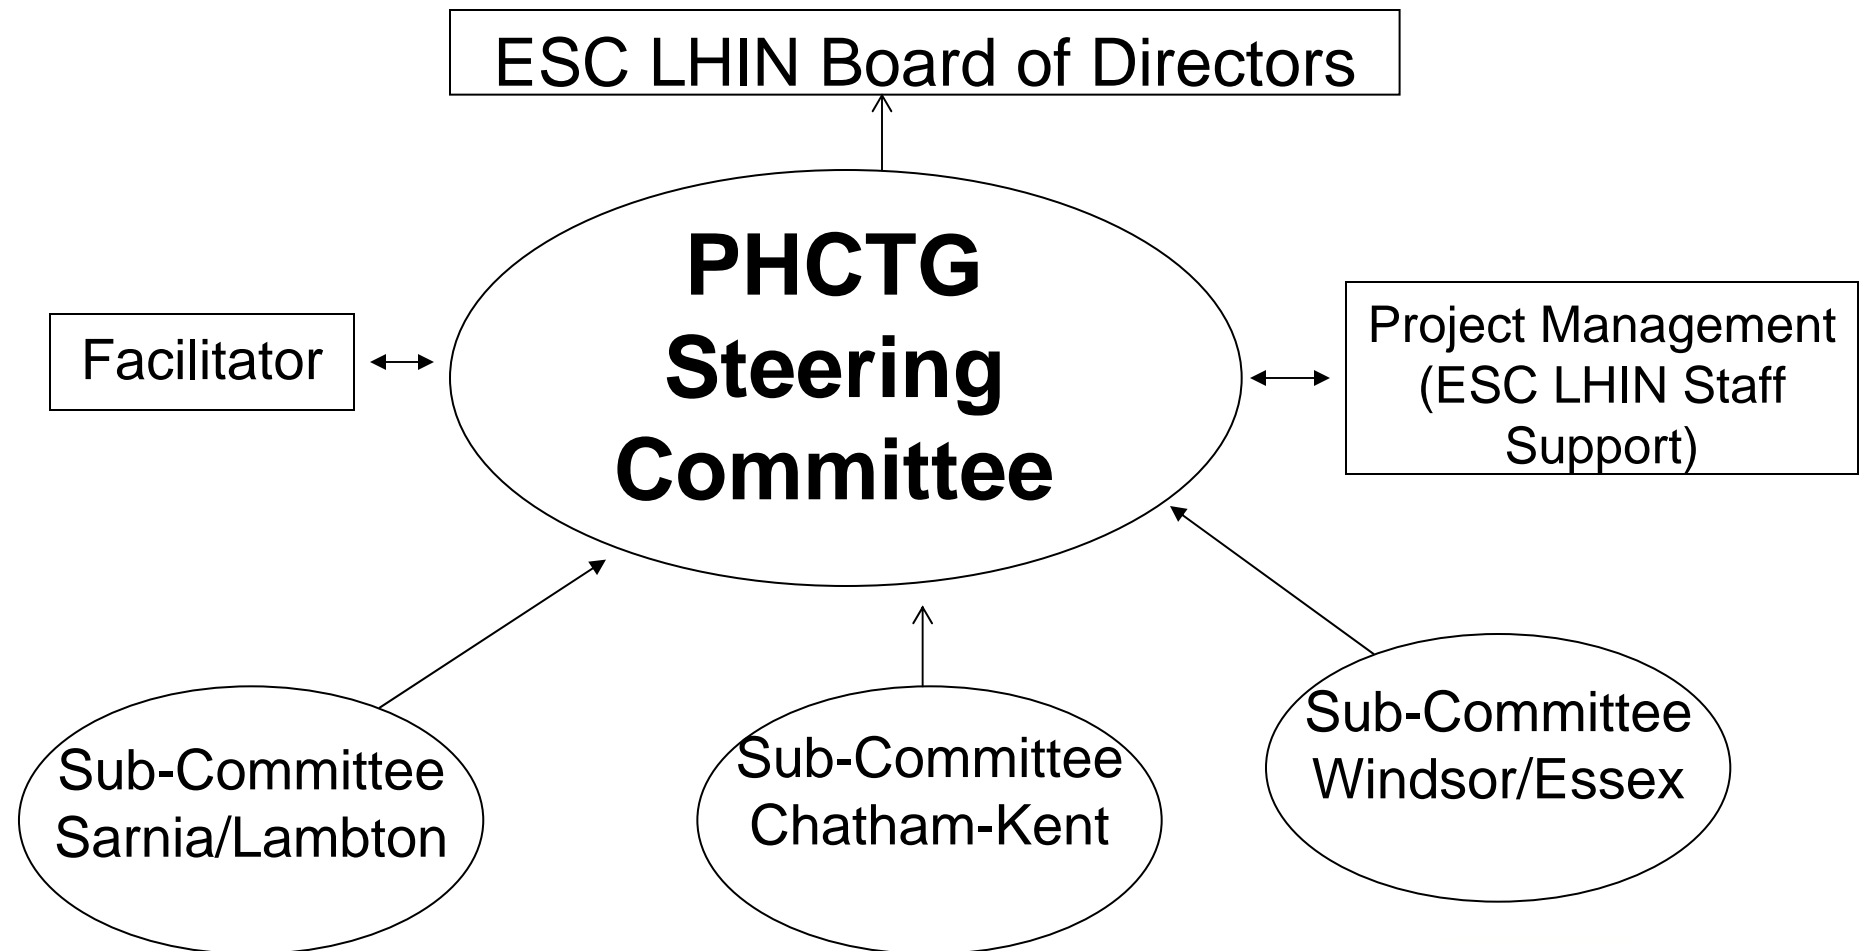 ESC LHIN Board of Directors
PHCTG
Steering
Committee
Facilitator
Project Management
(ESC LHIN Staff
Support)
Sub-Committee
Sarnia/Lambton
Sub-Committee
Chatham-Kent
Sub-Committee
Windsor/Essex